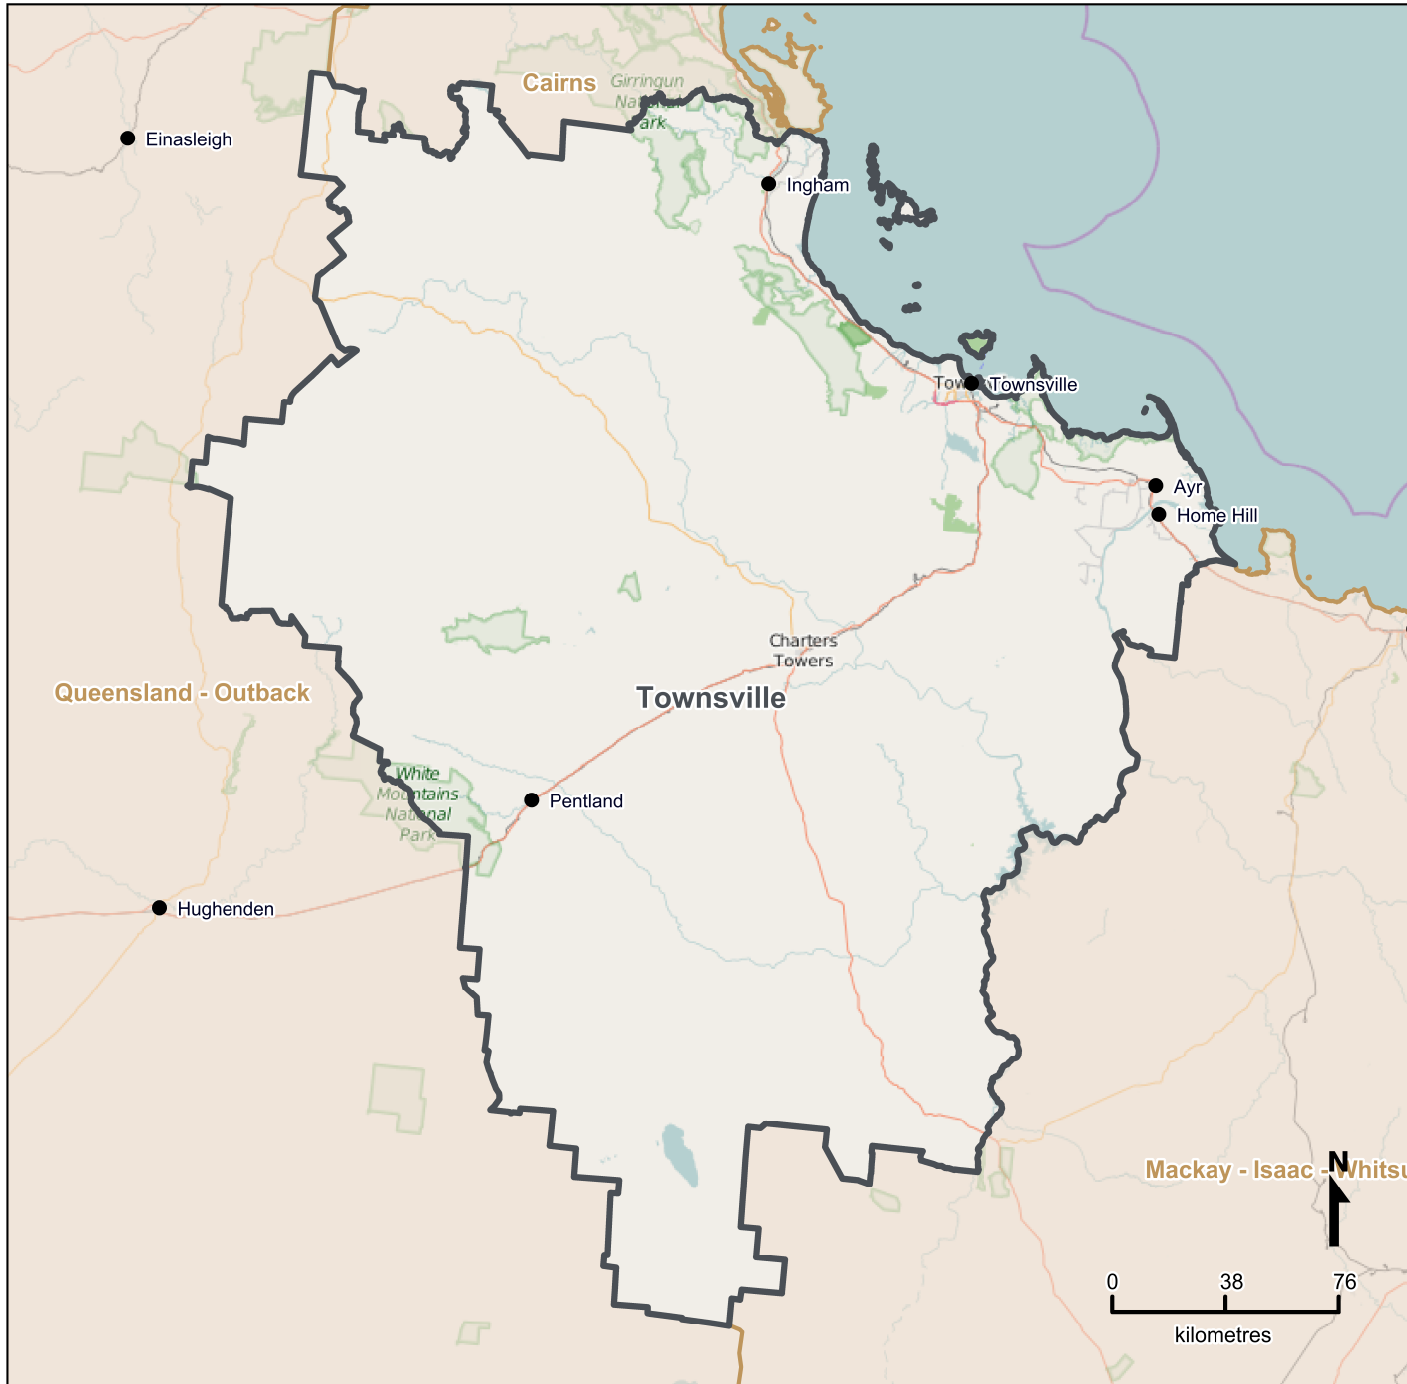 Cairns
Girringun
National
Park
Einasleigh
Ingham
Townsville
Ayr
Home Hill
Charters
Towers
Queensland - Outback
Townsville
White
Mountains
National
Park
Pentland
Hughenden
Mackay - Isaac - Whitsu
N
0 38 76
kilometres